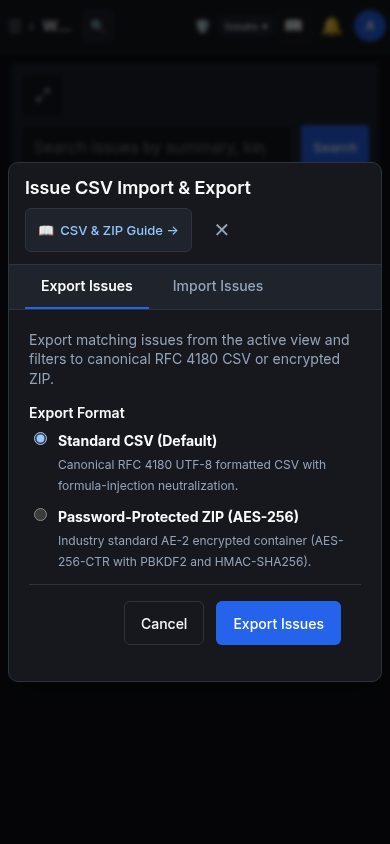 W...
Issues
Search issues by summary, key,
Search
Issue CSV Import & Export
CSV & ZIP Guide →
✕
Export Issues
Import Issues
Export matching issues from the active view and
filters to canonical RFC 4180 CSV or encrypted
ZIP.
Export Format
Standard CSV (Default)
Canonical RFC 4180 UTF-8 formatted CSV with
formula-injection neutralization.
Password-Protected ZIP (AES-256)
Industry standard AE-2 encrypted container (AES-
256-CTR with PBKDF2 and HMAC-SHA256).
Cancel
Export Issues